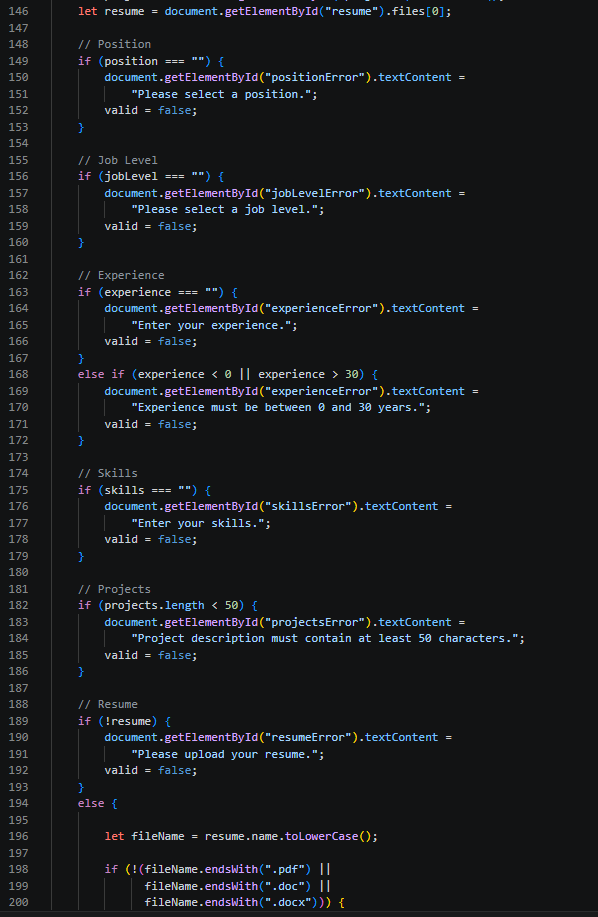 146 let resume = document.getElementById("resume").files[0];
147
148 // Position
149 if (position === "") {
150 document.getElementById("positionError").textContent =
151 "Please select a position.";
152 valid = false;
153 }
154
155 // Job Level
156 if (jobLevel === "") {
157 document.getElementById("jobLevelError").textContent =
158 "Please select a job level.";
159 valid = false;
160 }
161
162 // Experience
163 if (experience === "") {
164 document.getElementById("experienceError").textContent =
165 "Enter your experience.";
166 valid = false;
167 }
168 else if (experience < 0 || experience > 30) {
169 document.getElementById("experienceError").textContent =
170 "Experience must be between 0 and 30 years.";
171 valid = false;
172 }
173
174 // Skills
175 if (skills === "") {
176 document.getElementById("skillsError").textContent =
177 "Enter your skills.";
178 valid = false;
179 }
180
181 // Projects
182 if (projects.length < 50) {
183 document.getElementById("projectsError").textContent =
184 "Project description must contain at least 50 characters.";
185 valid = false;
186 }
187
188 // Resume
189 if (!resume) {
190 document.getElementById("resumeError").textContent =
191 "Please upload your resume.";
192 valid = false;
193 }
194 else {
195
196 let fileName = resume.name.toLowerCase();
197
198 if (!(fileName.endsWith(".pdf") ||
199 fileName.endsWith(".doc") ||
200 fileName.endsWith(".docx"))) {